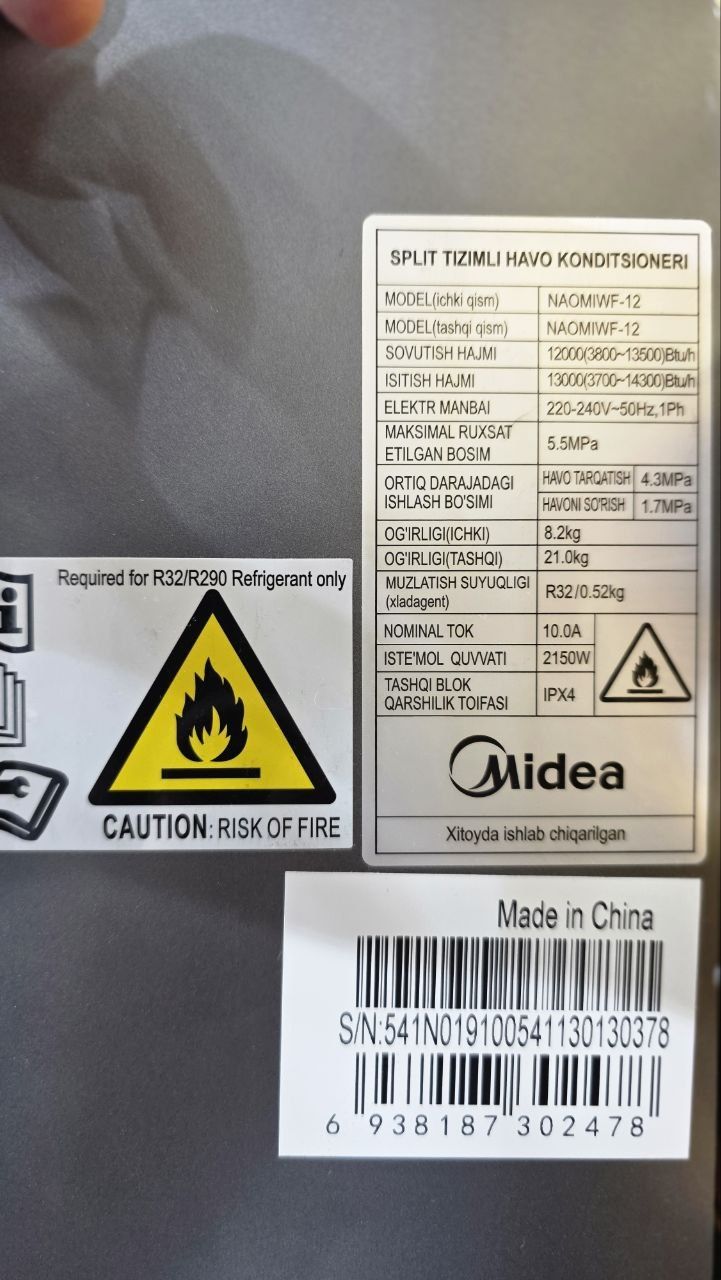 SPLIT TIZIMLI HAVO KONDITSIONERI
MODEL(ichki qism) NAOMIWF-12
MODEL(tashqi qism) NAOMIWF-12
SOVUTISH HAJMI 12000(3800~13500)Btu/h
ISITISH HAJMI 13000(3700~14300)Btu/h
ELEKTR MANBAI 220-240V~50Hz,1Ph
MAKSIMAL RUXSAT
ETILGAN BOSIM 5.5MPa
ORTIQ DARAJADAGI
ISHLASH BO'SIMI
HAVO TARQATISH 4.3MPa
HAVONI SO'RISH 1.7MPa
OG'IRLIGI(ICHKI) 8.2kg
OG'IRLIGI(TASHQI) 21.0kg
MUZLATISH SUYUQLIGI
(xladagent) R32/0.52kg
NOMINAL TOK 10.0A
ISTE'MOL QUVVATI 2150W
TASHQI BLOK
QARSHILIK TOIFASI IPX4
Midea
Xitoyda ishlab chiqarilgan
Required for R32/R290 Refrigerant only
CAUTION: RISK OF FIRE
Made in China
S/N:541N019100541130130378
6 938187 302478